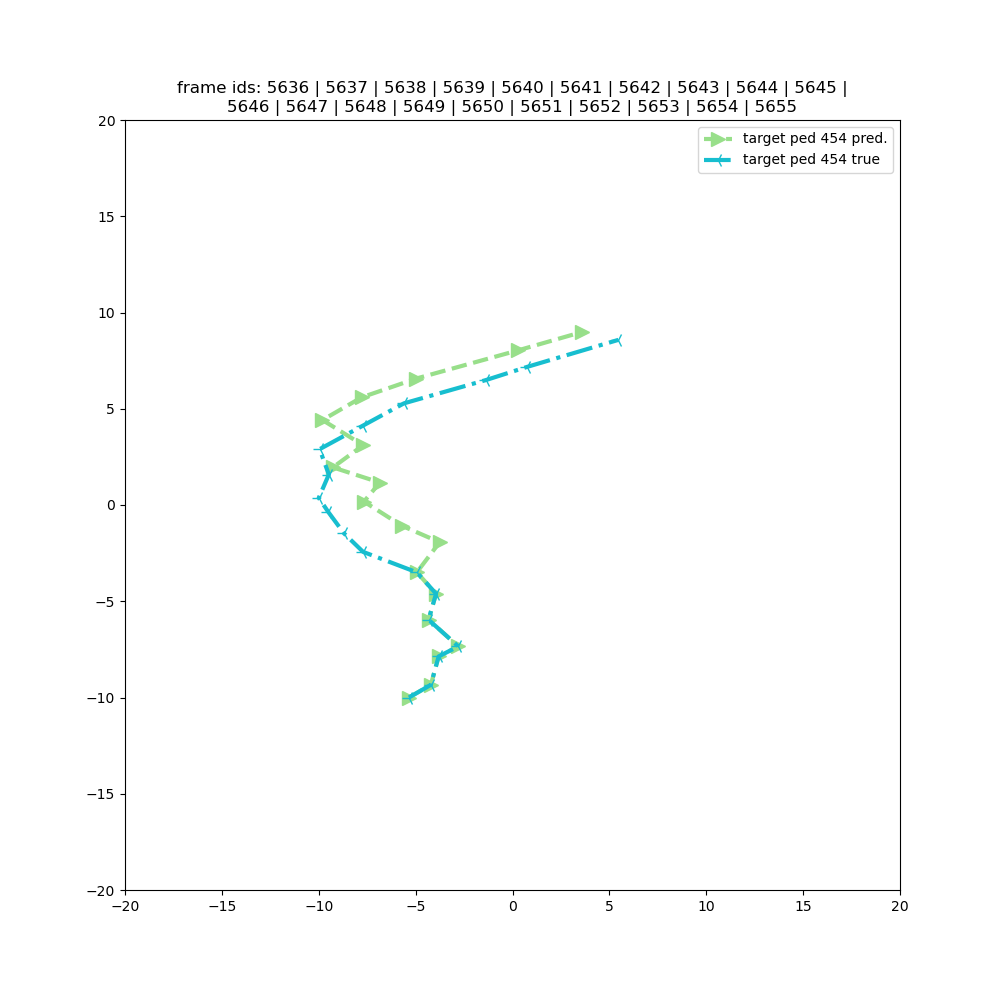 frame ids: 5636 | 5637 | 5638 | 5639 | 5640 | 5641 | 5642 | 5643 | 5644 | 5645 |
5646 | 5647 | 5648 | 5649 | 5650 | 5651 | 5652 | 5653 | 5654 | 5655
target ped 454 pred.
target ped 454 true
20
15
10
5
0
−5
−10
−15
−20
−20 −15 −10 −5 0 5 10 15 20